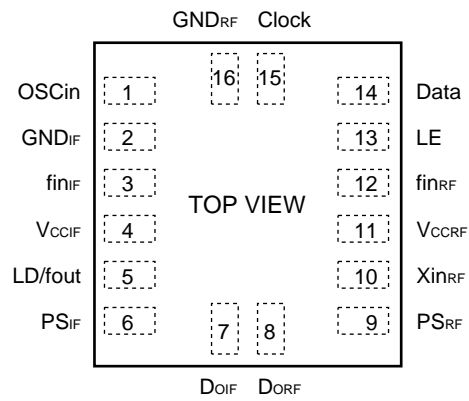 GNDRF Clock
16 15
OSCin 1 14 Data
GNDIF 2 13 LE
finIF 3 12 finRF
TOP VIEW
VCCIF 4 11 VCCRF
LD/fout 5 10 XinRF
PSIF 6 9 PSRF
7 8
DOIF DORF